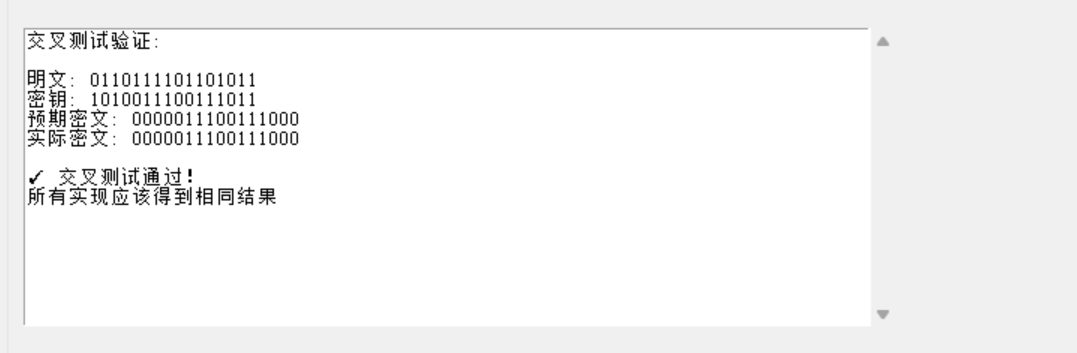 交叉测试验证:
明文: 0110111101101011
密钥: 1010011100111011
预期密文: 0000011100111000
实际密文: 0000011100111000
✓ 交叉测试通过!
所有实现应该得到相同结果